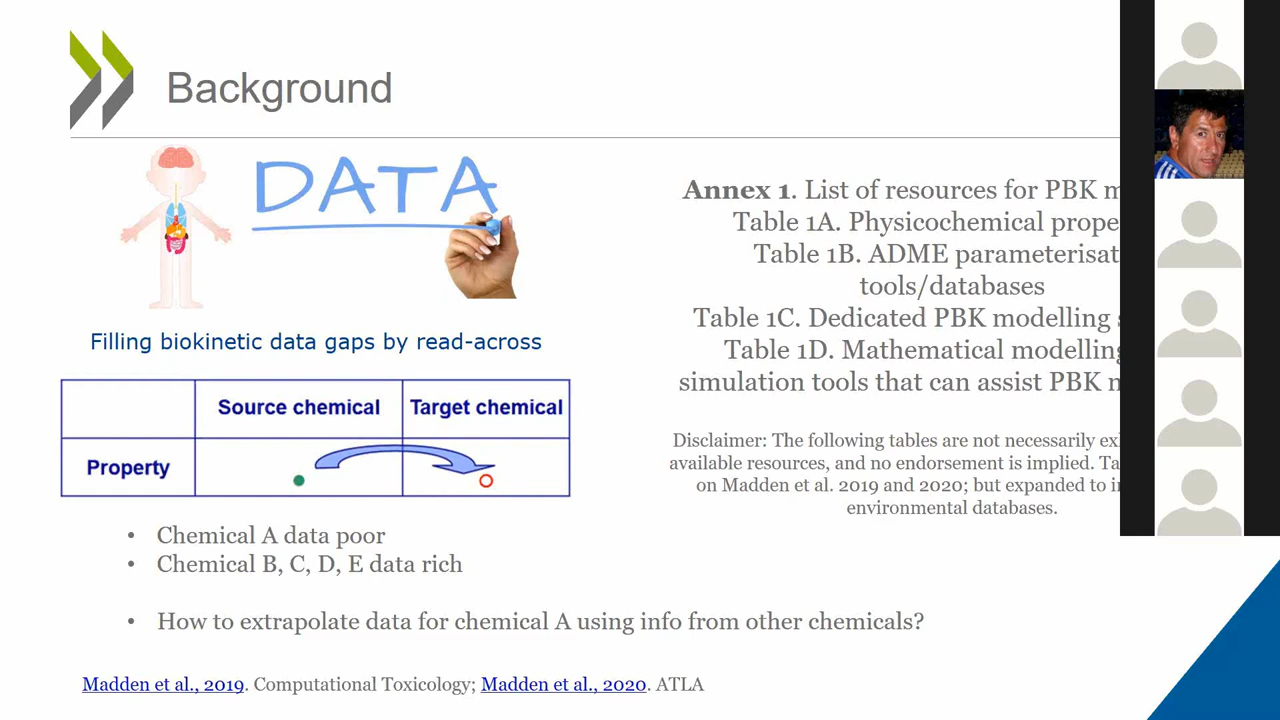 Background
DATA
Filling biokinetic data gaps by read-across
Source chemical Target chemical
Property
• Chemical A data poor
• Chemical B, C, D, E data rich
• How to extrapolate data for chemical A using info from other chemicals?
Madden et al., 2019. Computational Toxicology; Madden et al., 2020. ATLA
Annex 1. List of resources for PBK
Table 1A. Physicochemical
Table 1B. ADME
tools/databases
Table 1C. Dedicated PBK modelling
Table 1D. Mathematical modelling
simulation tools that can assist PBK
Disclaimer: The following tables are not necessarily
available resources, and no endorsement is implied.
on Madden et al. 2019 and 2020; but expanded to
environmental databases.